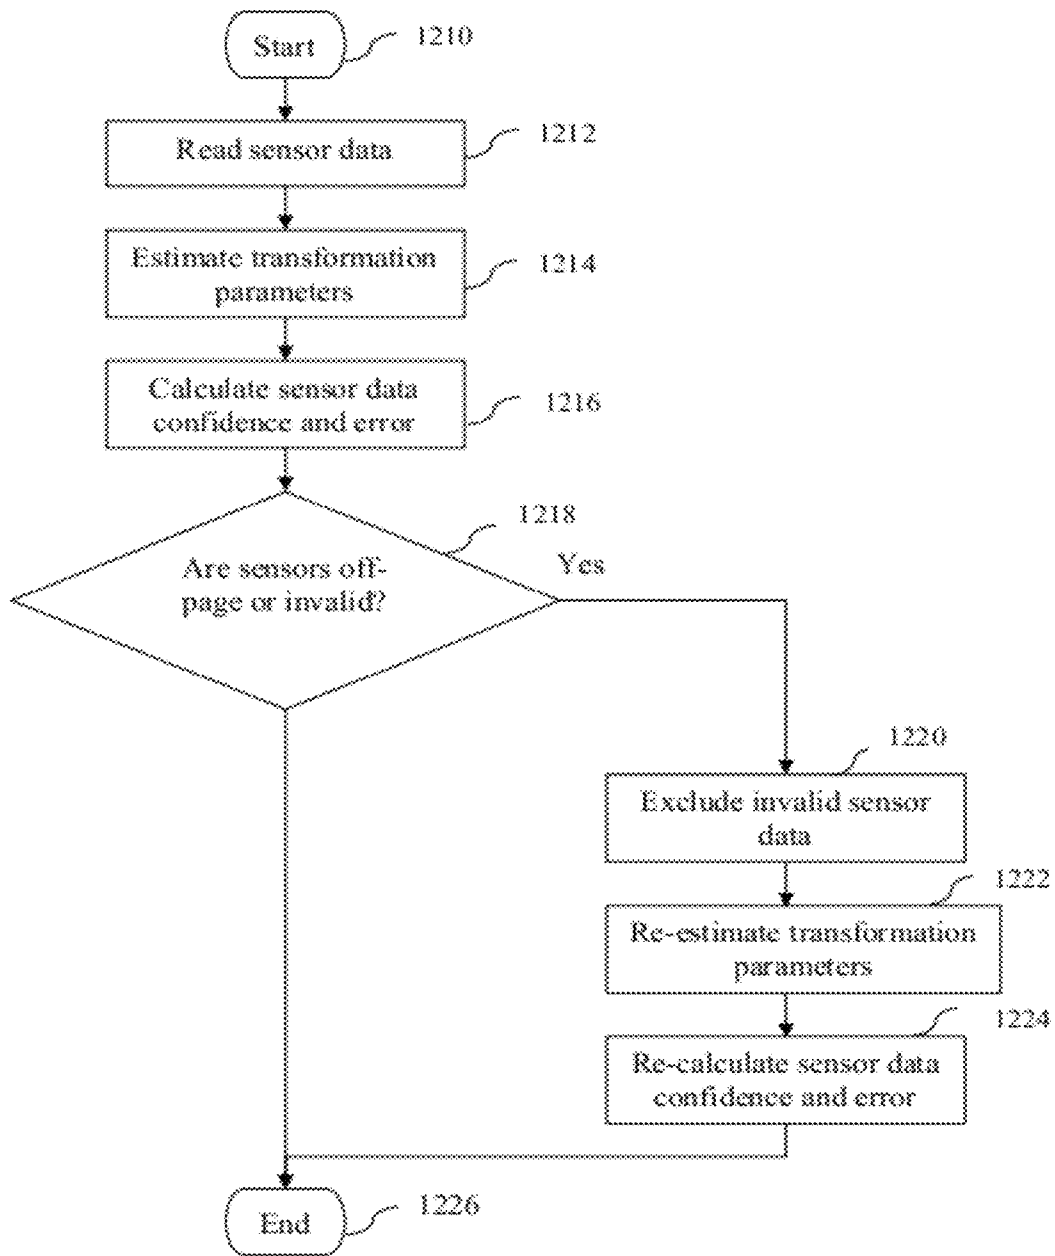 Start
1210
Read sensor data
1212
Estimate transformation
parameters
1214
Calculate sensor data
confidence and error
1216
Are sensors off-
page or invalid?
1218
Yes
1220
Exclude invalid sensor
data
1222
Re-estimate transformation
parameters
1224
Re-calculate sensor data
confidence and error
End
1226